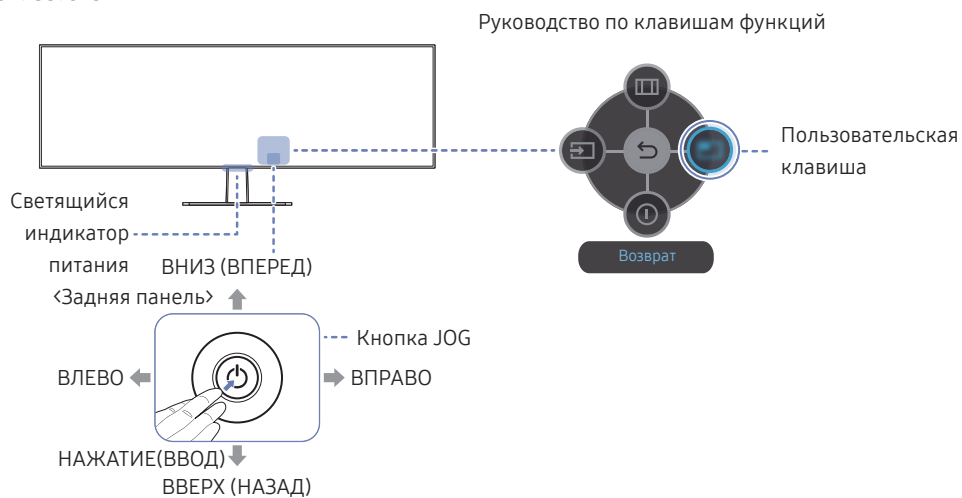 Руководство по клавишам функций
Пользовательская
клавиша
Возврат
Светящийся
индикатор
питания
ВНИЗ (ВПЕРЕД)
<Задняя панель>
Кнопка JOG
ВЛЕВО
ВПРАВО
НАЖАТИЕ(ВВОД)
ВВЕРХ (НАЗАД)